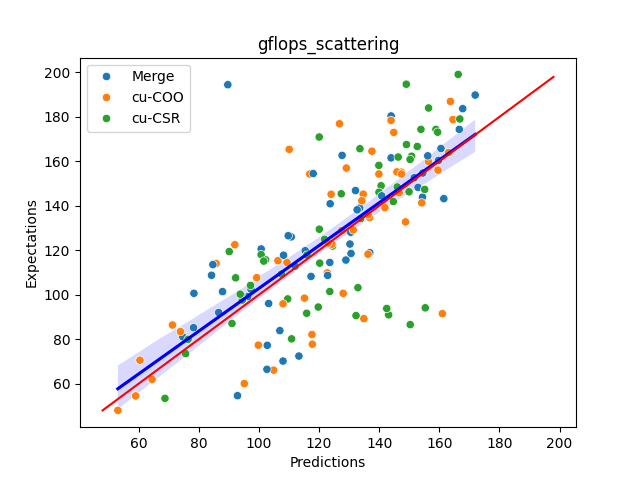 gflops_scattering
Merge
cu-COO
cu-CSR
200
180
160
140
120
100
80
60
Expectations
60 80 100 120 140 160 180 200
Predictions